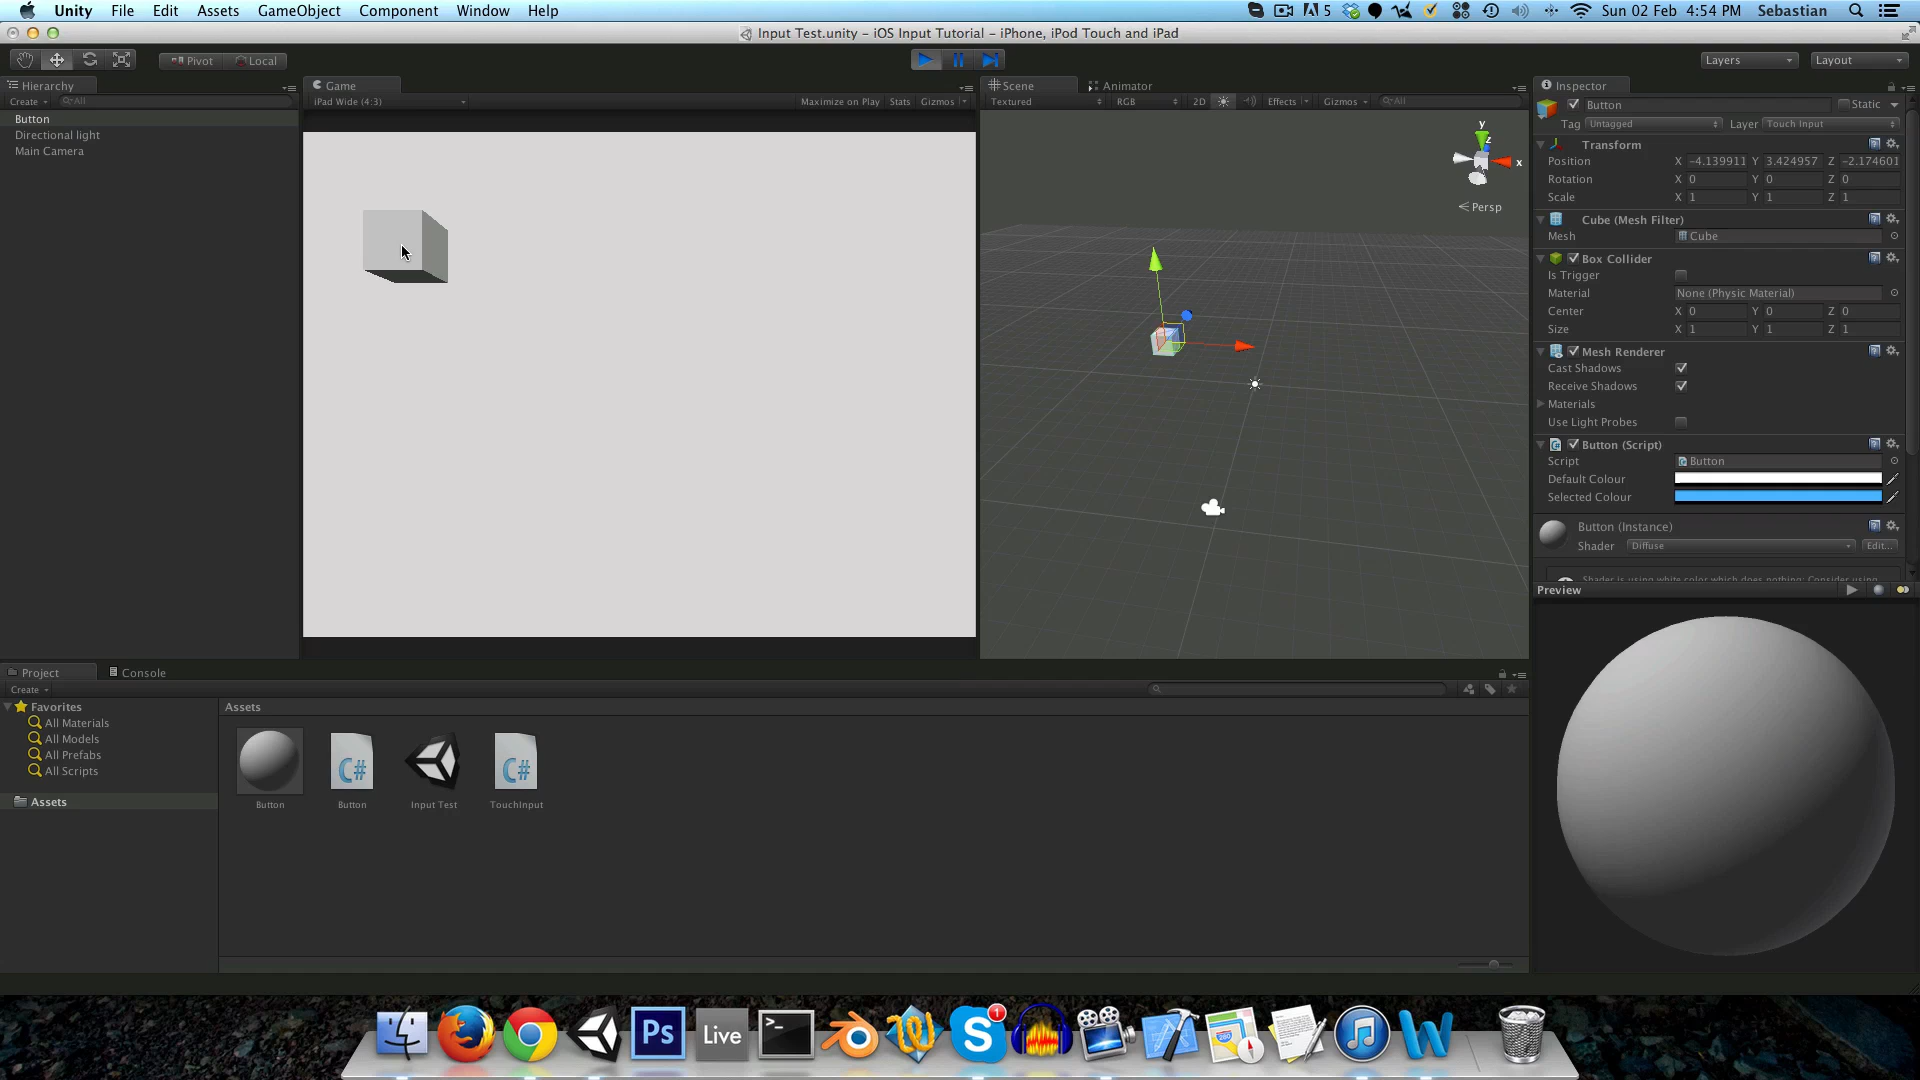 Unity File Edit Assets GameObject Component Window Help 5 Sun 02 Feb 4:54 PM Sebastian
Input Test.unity - iOS Input Tutorial - iPhone, iPod Touch and iPad
Pivot Local Layers Layout
Hierarchy
Create All
Button
Directional light
Main Camera
Game
iPad Wide (4:3) Maximize on Play Stats Gizmos
Scene Animator
Textured RGB 2D Effects Gizmos All
y
z
x
Persp
Inspector
Button Static
Tag Untagged Layer Touch Input
Transform
Position X -4.139911 Y 3.424957 Z -2.174601
Rotation X 0 Y 0 Z 0
Scale X 1 Y 1 Z 1
Cube (Mesh Filter)
Mesh Cube
Box Collider
Is Trigger
Material None (Physic Material)
Center X 0 Y 0 Z 0
Size X 1 Y 1 Z 1
Mesh Renderer
Cast Shadows
Receive Shadows
Materials
Use Light Probes
Button (Script)
Script Button
Default Colour
Selected Colour
Button (Instance)
Shader Diffuse Edit...
Shader is using white color which does nothing; Consider using
Preview
Project Console
Create
Favorites
All Materials
All Models
All Prefabs
All Scripts
Assets
Assets
C# C#
Button Button Input Test TouchInput
Ps Live >_ S 1 W